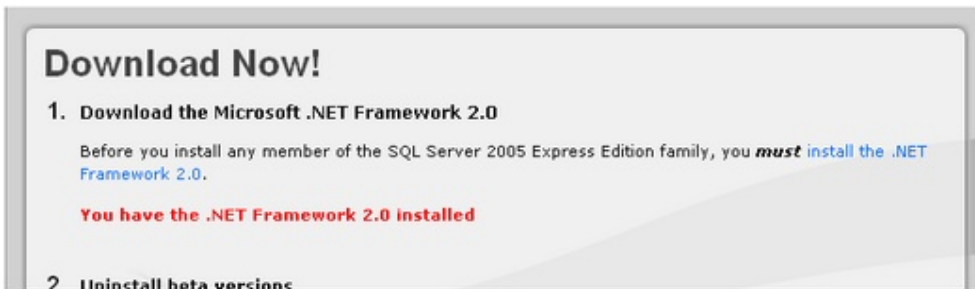 Download Now!
1. Download the Microsoft .NET Framework 2.0
Before you install any member of the SQL Server 2005 Express Edition family, you must install the .NET
Framework 2.0.
You have the .NET Framework 2.0 installed
2. Uninstall beta versions